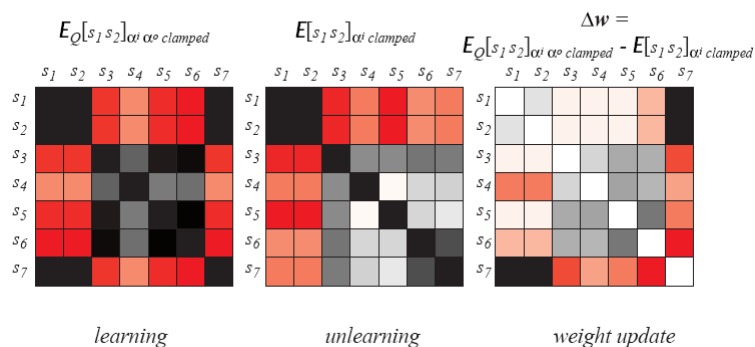 E_Q[s_1 s_2]_{α^i α^o clamped}
E[s_1 s_2]_{α^i clamped}
Δw =
E_Q[s_1 s_2]_{α^i α^o clamped} - E[s_1 s_2]_{α^i clamped}
s_1 s_2 s_3 s_4 s_5 s_6 s_7
s_1 s_2 s_3 s_4 s_5 s_6 s_7
s_1 s_2 s_3 s_4 s_5 s_6 s_7
s_1
s_2
s_3
s_4
s_5
s_6
s_7
s_1
s_2
s_3
s_4
s_5
s_6
s_7
s_1
s_2
s_3
s_4
s_5
s_6
s_7
learning
unlearning
weight update